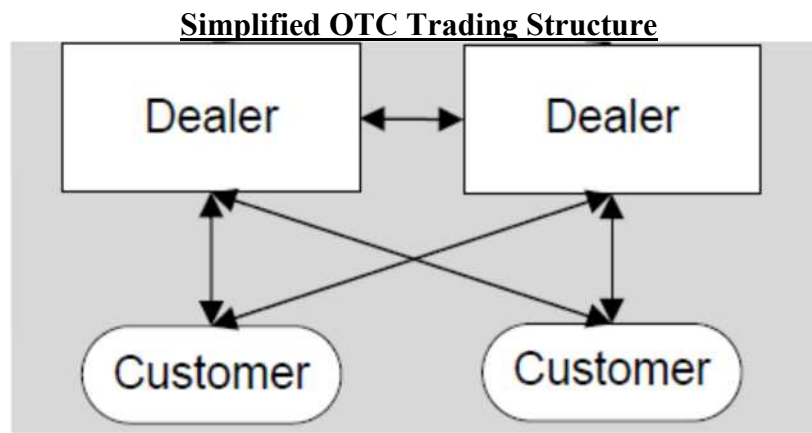 Simplified OTC Trading Structure
Dealer
Dealer
Customer
Customer